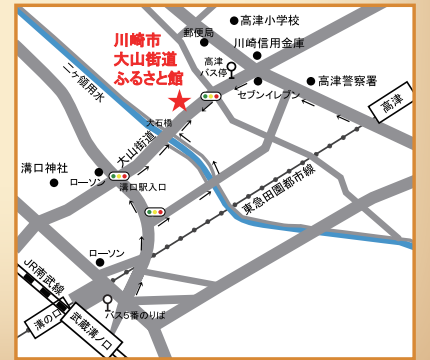 高津小学校
郵便局
川崎市
大山街道
ふるさと館
川崎信用金庫
高津
バス停
高津警察署
セブンイレブン
二ケ領用水
高津
大石橋
大山街道
溝口神社
ローソン
溝口駅入口
東急田園都市線
ローソン
JR南武線
バス5番のりば
溝の口
武蔵溝ノ口